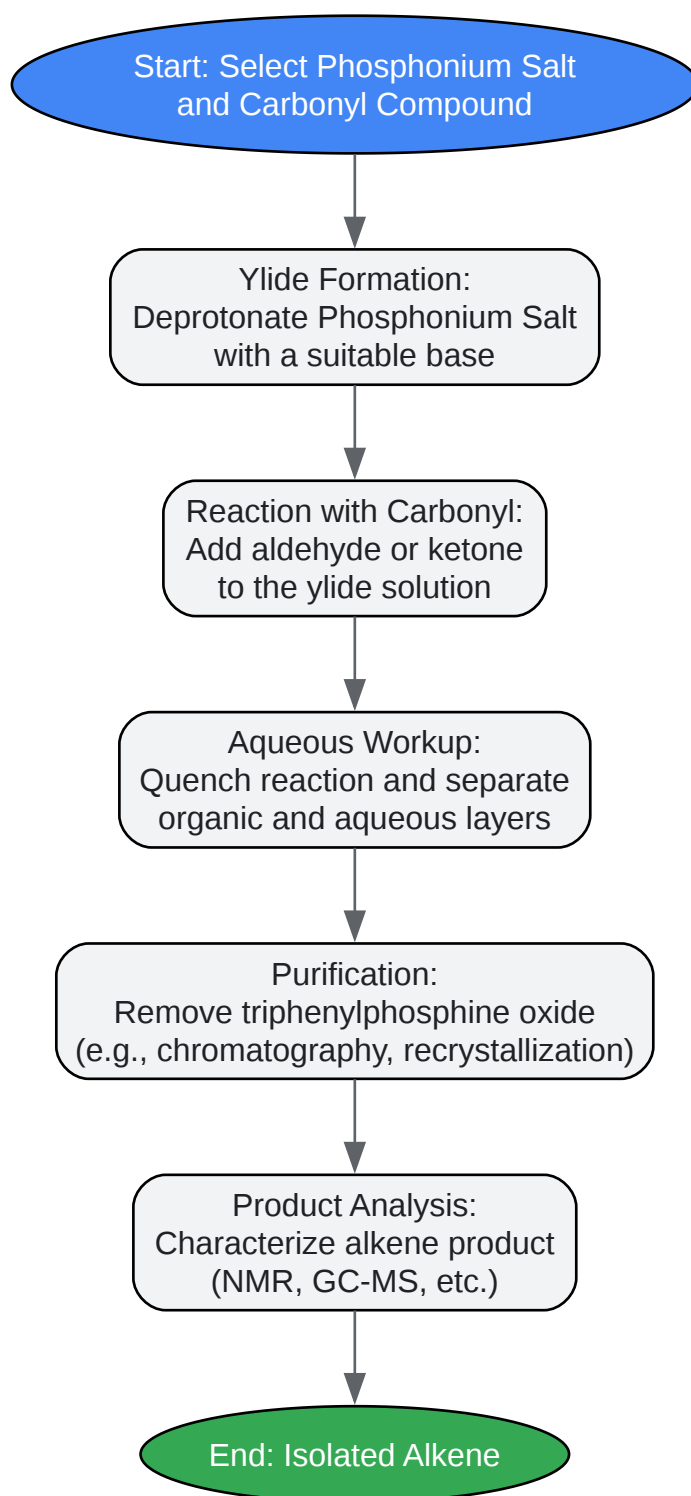 Start: Select Phosphonium Salt
and Carbonyl Compound
Ylide Formation:
Deprotonate Phosphonium Salt
with a suitable base
Reaction with Carbonyl:
Add aldehyde or ketone
to the ylide solution
Aqueous Workup:
Quench reaction and separate
organic and aqueous layers
Purification:
Remove triphenylphosphine oxide
(e.g., chromatography, recrystallization)
Product Analysis:
Characterize alkene product
(NMR, GC-MS, etc.)
End: Isolated Alkene